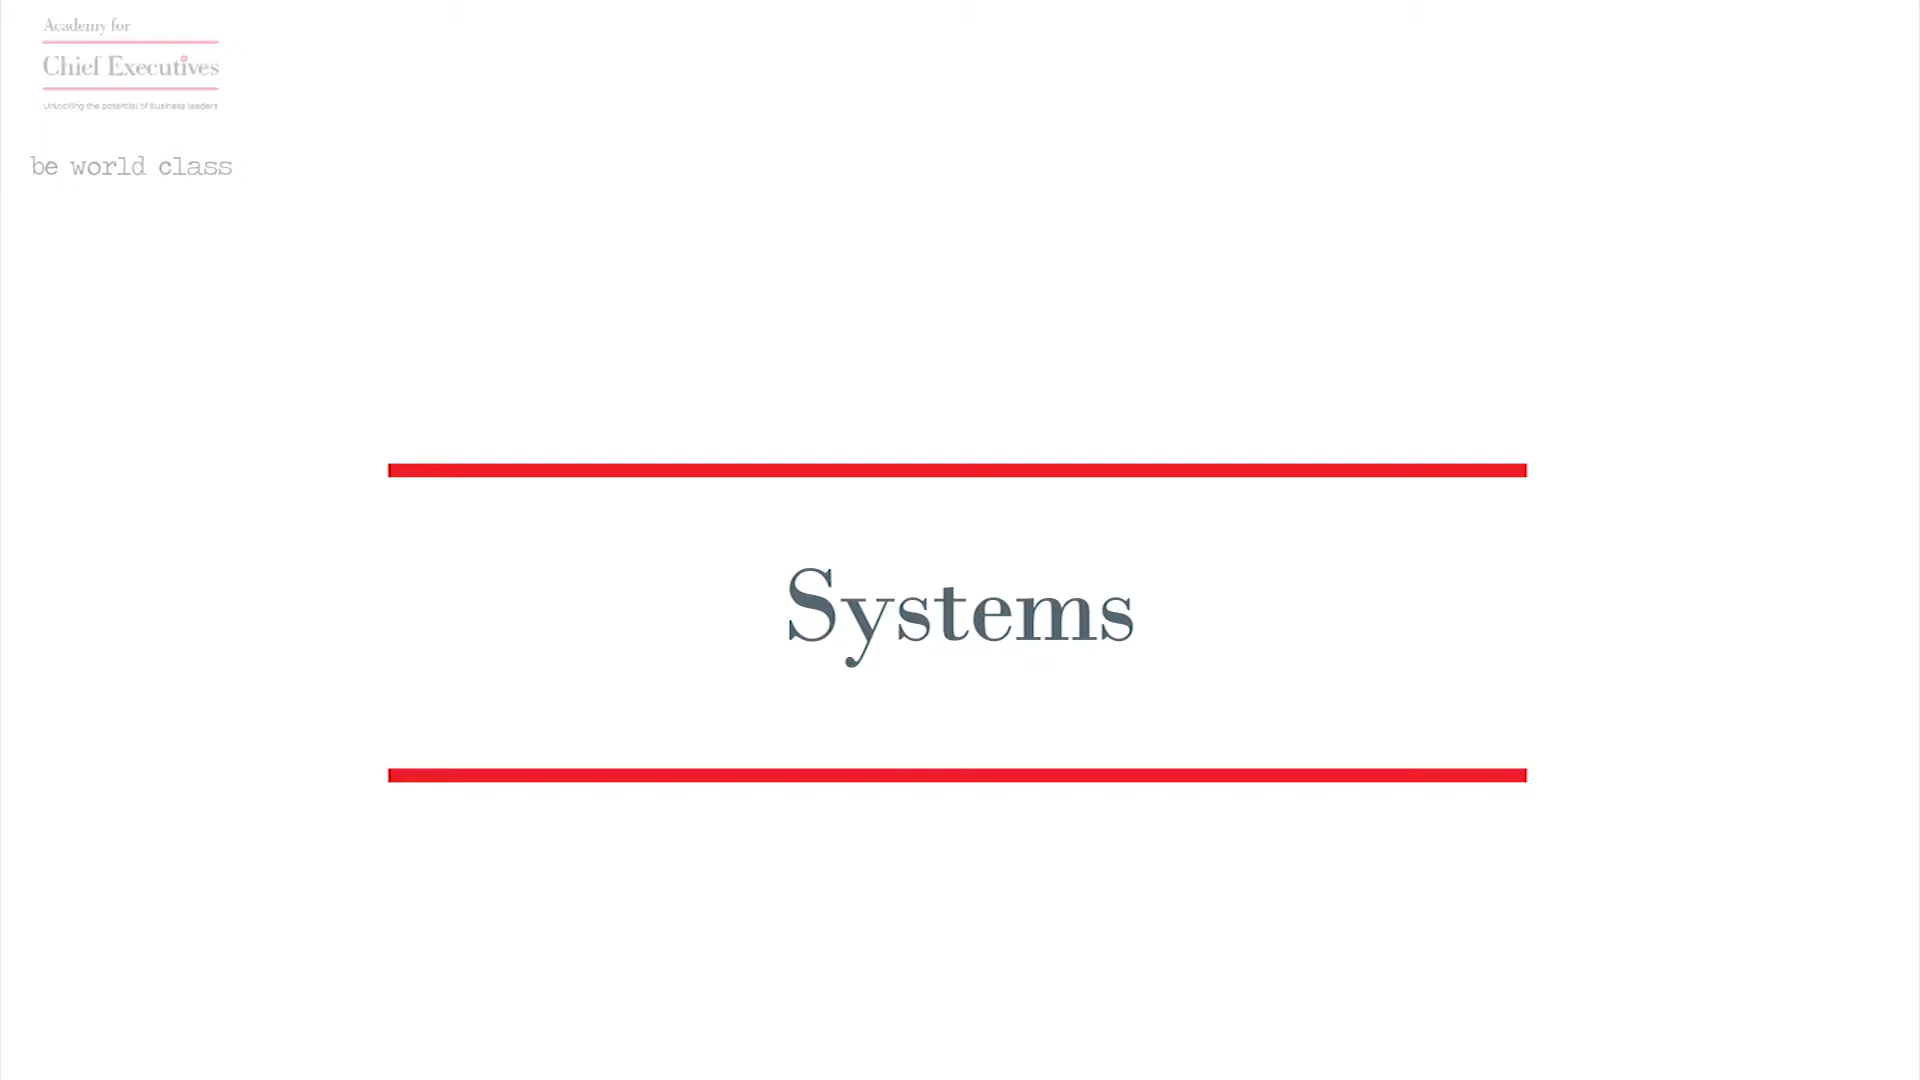 Academy for
Chief Executives
Unlocking the potential of business leaders
be world class
Systems